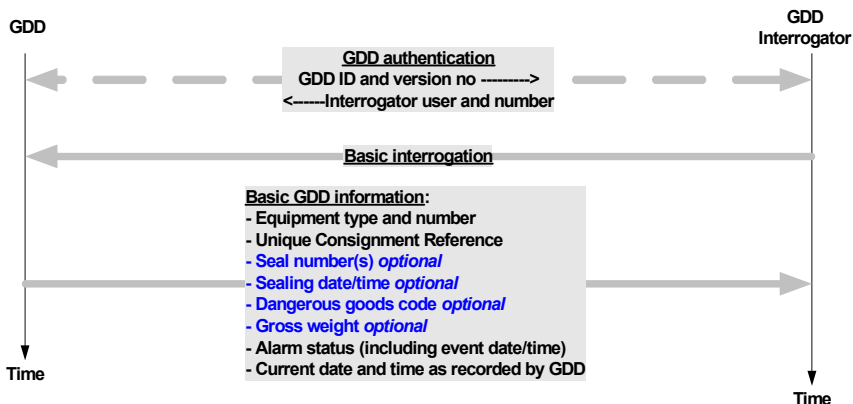 GDD
GDD
Interrogator
GDD authentication
GDD ID and version no --------->
<------Interrogator user and number
Basic interrogation
Basic GDD information:
- Equipment type and number
- Unique Consignment Reference
- Seal number(s) optional
- Sealing date/time optional
- Dangerous goods code optional
- Gross weight optional
- Alarm status (including event date/time)
- Current date and time as recorded by GDD
Time
Time